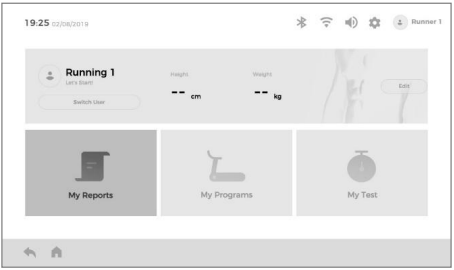 19:25 02/08/2019
Runner 1
Running 1
Let's Start!
Switch User
Height
-- cm
Weight
-- kg
Edit
My Reports
My Programs
My Test